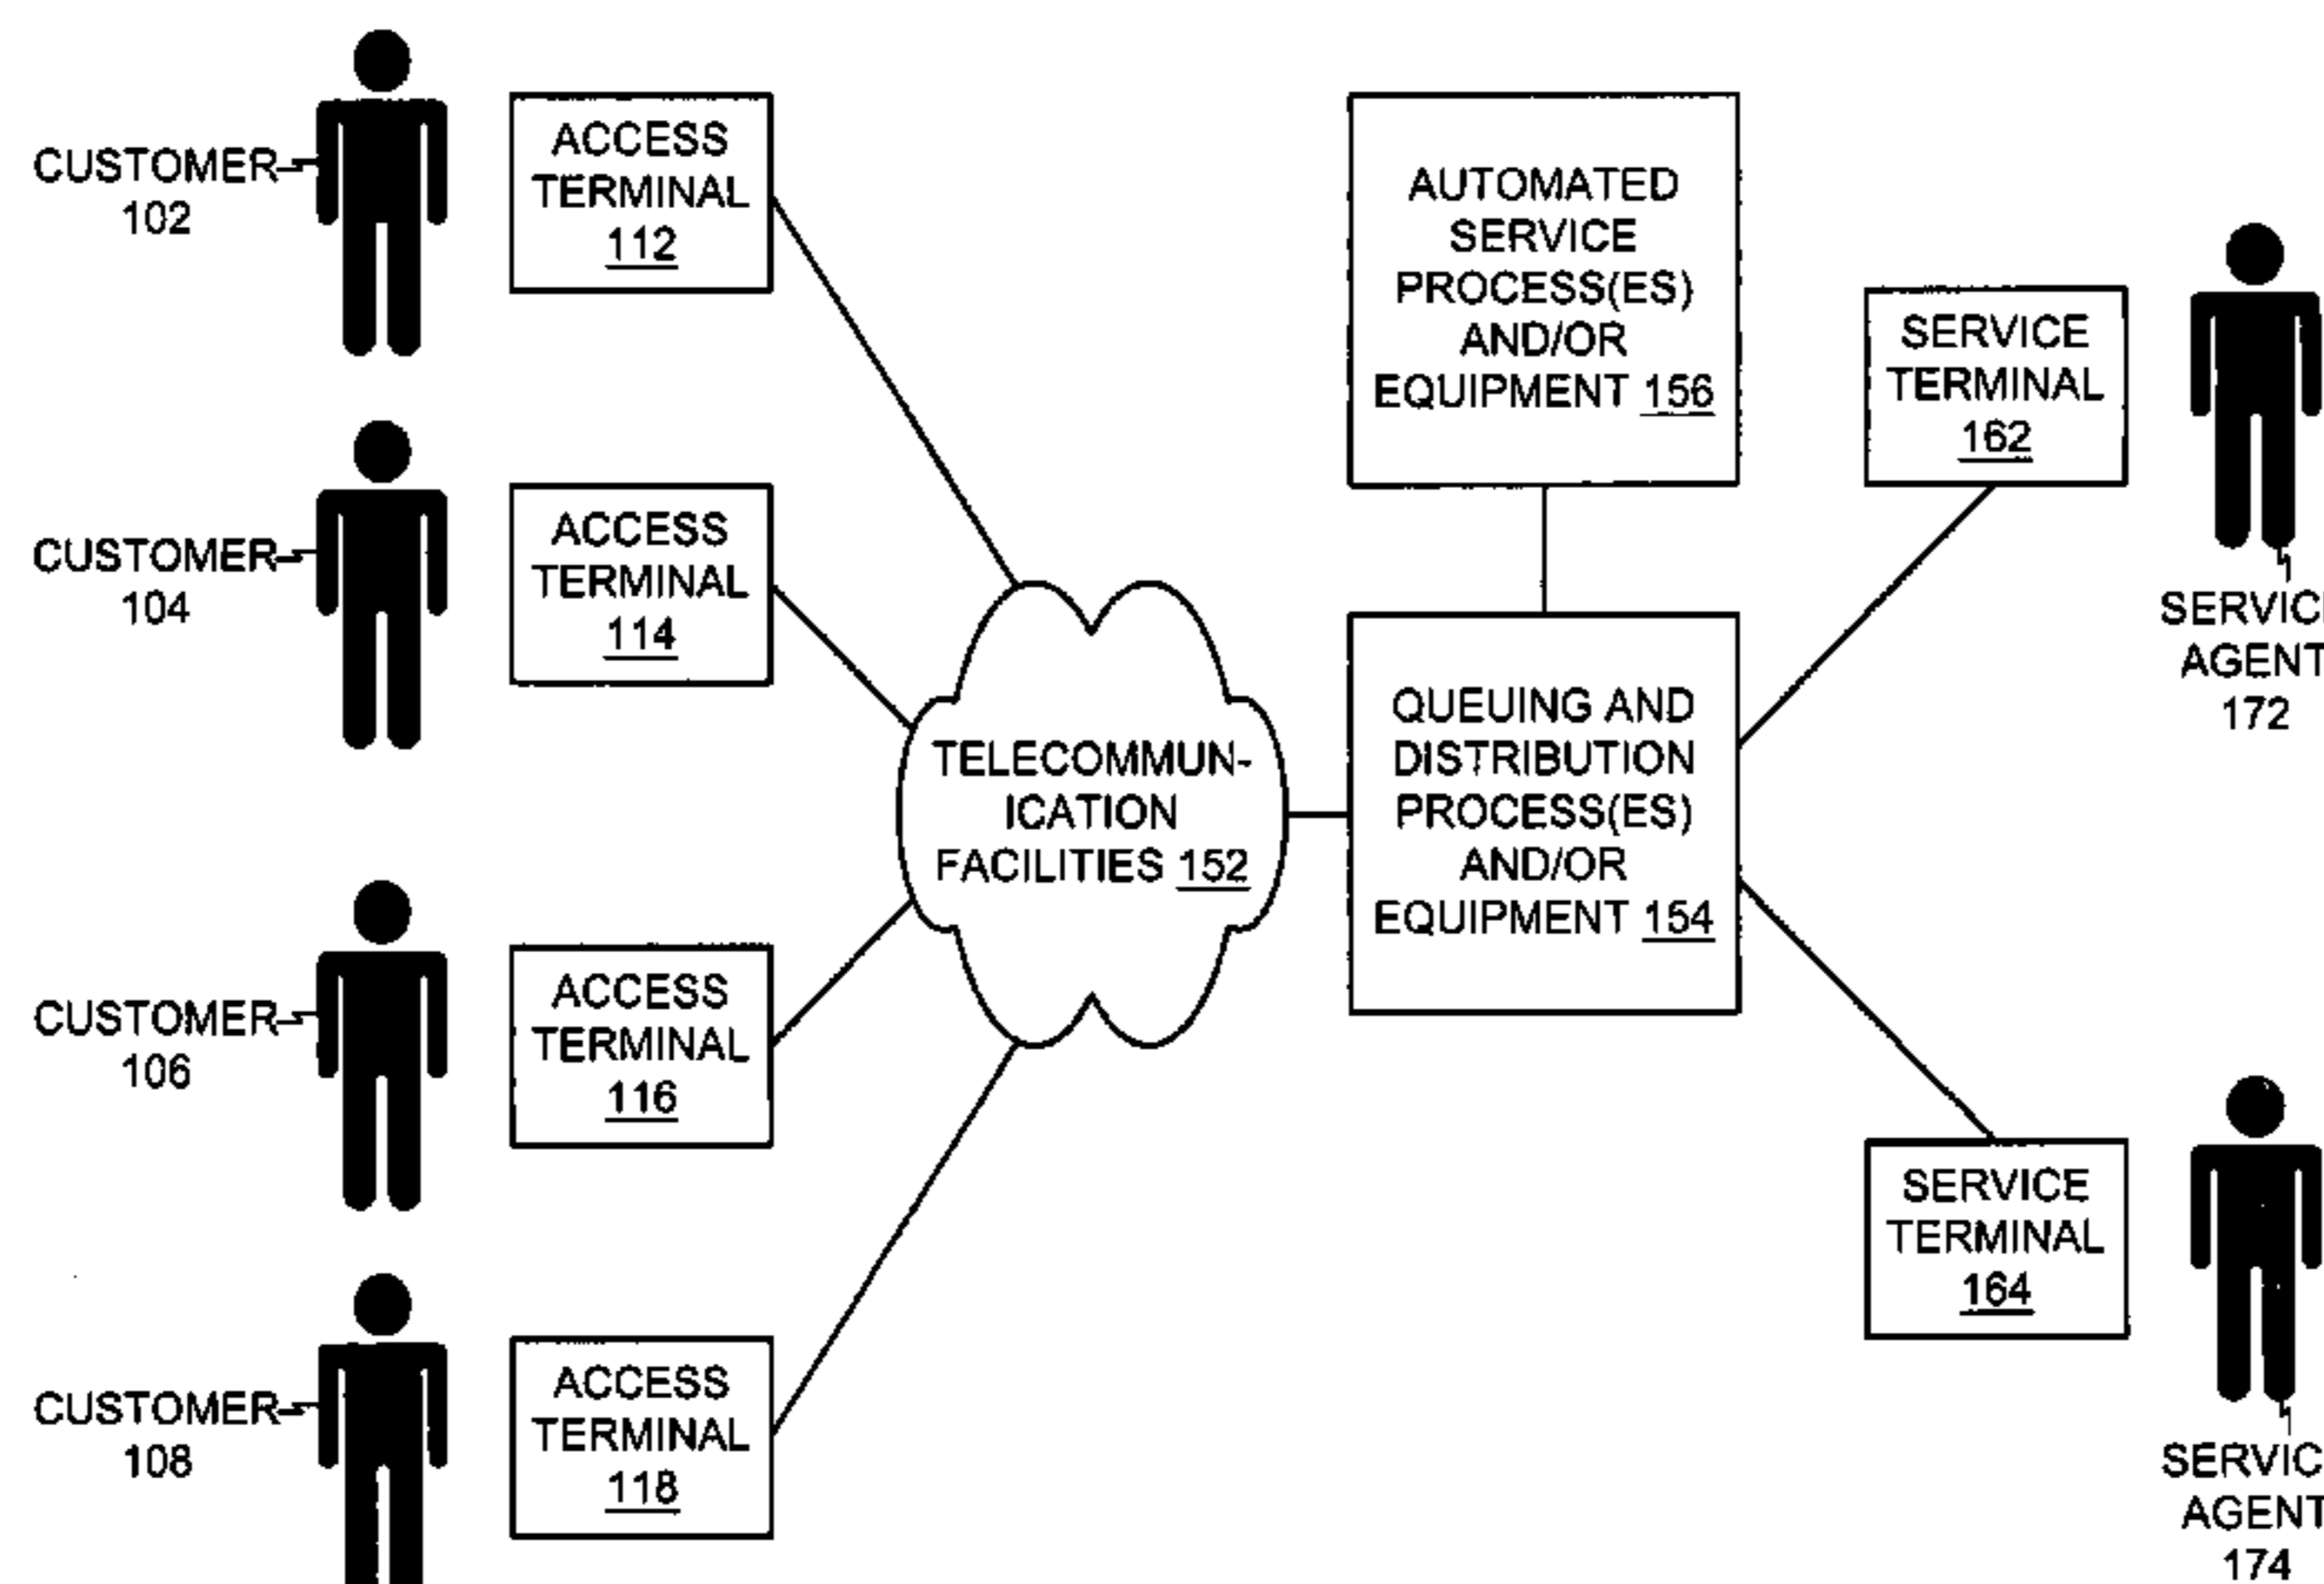 CUSTOMER
102
ACCESS
TERMINAL
112
CUSTOMER
104
ACCESS
TERMINAL
114
CUSTOMER
106
ACCESS
TERMINAL
116
CUSTOMER
108
ACCESS
TERMINAL
118
TELECOMMUN-
ICATION
FACILITIES 152
AUTOMATED
SERVICE
PROCESS(ES)
AND/OR
EQUIPMENT 156
QUEUING AND
DISTRIBUTION
PROCESS(ES)
AND/OR
EQUIPMENT 154
SERVICE
TERMINAL
162
SERVICE
AGENT
172
SERVICE
TERMINAL
164
SERVIC
AGENT
174